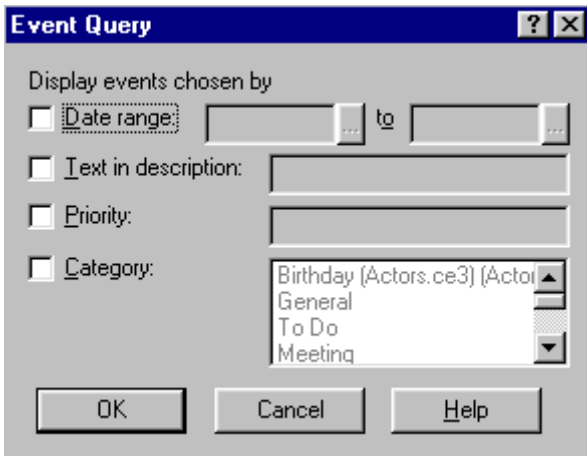 Event Query
Display events chosen by
Date range: ... to ...
Text in description:
Priority:
Category:
Birthday (Actors.ce3) (Actor
General
To Do
Meeting
OK Cancel Help